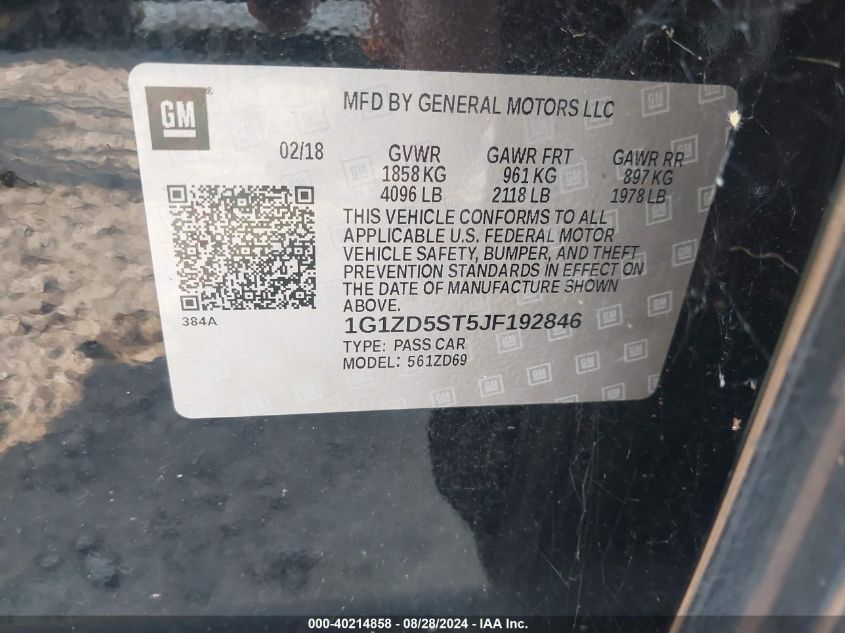 GM ®
MFD BY GENERAL MOTORS LLC
02/18 GVWR GAWR FRT GAWR RR
1858 KG 961 KG 897 KG
4096 LB 2118 LB 1978 LB
THIS VEHICLE CONFORMS TO ALL
APPLICABLE U.S. FEDERAL MOTOR
VEHICLE SAFETY, BUMPER, AND THEFT
PREVENTION STANDARDS IN EFFECT ON
THE DATE OF MANUFACTURE SHOWN
ABOVE.
384A
1G1ZD5ST5JF192846
TYPE: PASS CAR
MODEL: 561ZD69
000-40214858 - 08/28/2024 - IAA Inc.